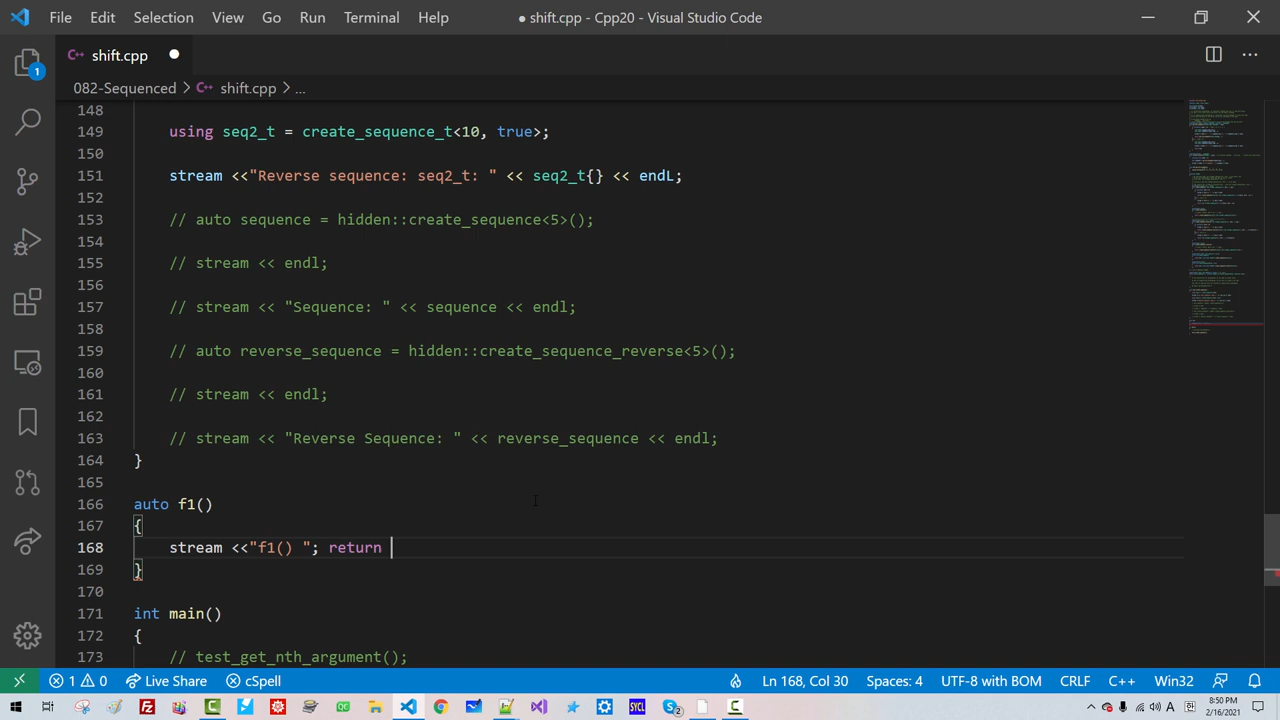 File Edit Selection View Go Run Terminal Help ● shift.cpp - Cpp20 - Visual Studio Code
C++ shift.cpp ●
082-Sequenced > C++ shift.cpp > ...
1
148
149 using seq2_t = create_sequence_t<10, true>;
150
151 stream <<"ReverseSequence: seq2_t: " << seq2_t{} << endL;
152
153 // auto sequence = hidden::create_sequence<5>();
154
155 // stream << endl;
156
157 // stream << "Sequence: " << sequence << endl;
158
159 // auto reverse_sequence = hidden::create_sequence_reverse<5>();
160
161 // stream << endl;
162
163 // stream << "Reverse Sequence: " << reverse_sequence << endl;
164 }
165
166 auto f1()
167 {
168 stream <<"f1() "; return
169 }
170
171 int main()
172 {
173 // test_get_nth_argument();
1 0 Live Share cSpell Ln 168, Col 30 Spaces: 4 UTF-8 with BOM CRLF C++ Win32
8:50 PM
2/16/2021